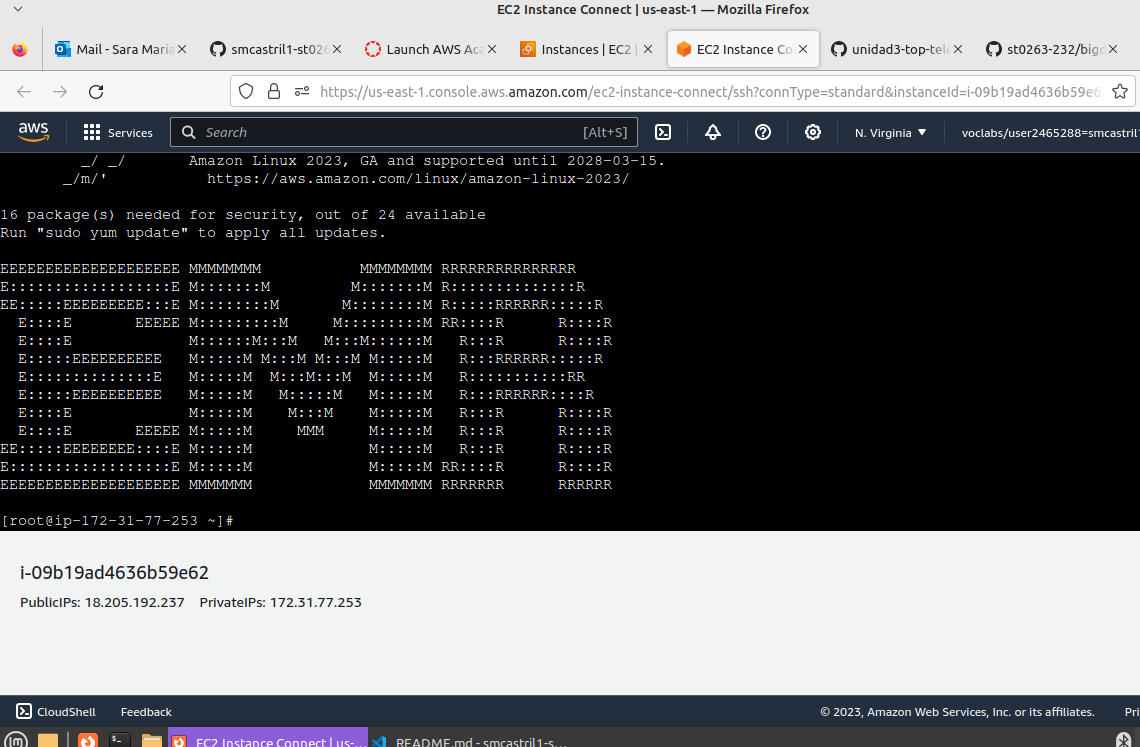 EC2 Instance Connect | us-east-1 — Mozilla Firefox
Mail - Sara Maria
smcastril1-st026
Launch AWS Aca
Instances | EC2 |
EC2 Instance Co
unidad3-top-tele
st0263-232/bigd
https://us-east-1.console.aws.amazon.com/ec2-instance-connect/ssh?connType=standard&instanceId=i-09b19ad4636b59e6
aws Services Search [Alt+S] N. Virginia voclabs/user2465288=smcastril1
_/ _/ Amazon Linux 2023, GA and supported until 2028-03-15.
_/m/' https://aws.amazon.com/linux/amazon-linux-2023/
16 package(s) needed for security, out of 24 available
Run "sudo yum update" to apply all updates.
EEEEEEEEEEEEEEEEEEEE MMMMMMMM           MMMMMMMM RRRRRRRRRRRRRRR
E::::::::::::::::::E M:::::::M         M:::::::M R::::::::::::::R
EE:::::EEEEEEEEE:::E M::::::::M       M::::::::M R:::::RRRRRR:::::R
  E::::E       EEEEE M:::::::::M     M:::::::::M RR::::R      R::::R
  E::::E             M::::::M:::M   M:::M::::::M   R:::R      R::::R
  E:::::EEEEEEEEEE   M:::::M M:::M M:::M M:::::M   R:::RRRRRR:::::R
  E::::::::::::::E   M:::::M  M:::M:::M  M:::::M   R:::::::::::RR
  E:::::EEEEEEEEEE   M:::::M   M:::::M   M:::::M   R:::RRRRRR::::R
  E::::E             M:::::M    M:::M    M:::::M   R:::R      R::::R
  E::::E       EEEEE M:::::M     MMM     M:::::M   R:::R      R::::R
EE:::::EEEEEEEE::::E M:::::M             M:::::M   R:::R      R::::R
E::::::::::::::::::E M:::::M             M:::::M RR::::R      R::::R
EEEEEEEEEEEEEEEEEEEE MMMMMMM             MMMMMMM RRRRRRR      RRRRRR
[root@ip-172-31-77-253 ~]#
i-09b19ad4636b59e62
PublicIPs: 18.205.192.237 PrivateIPs: 172.31.77.253
CloudShell Feedback © 2023, Amazon Web Services, Inc. or its affiliates. Pri
EC2 Instance Connect | us-... README.md - smcastril1-s...